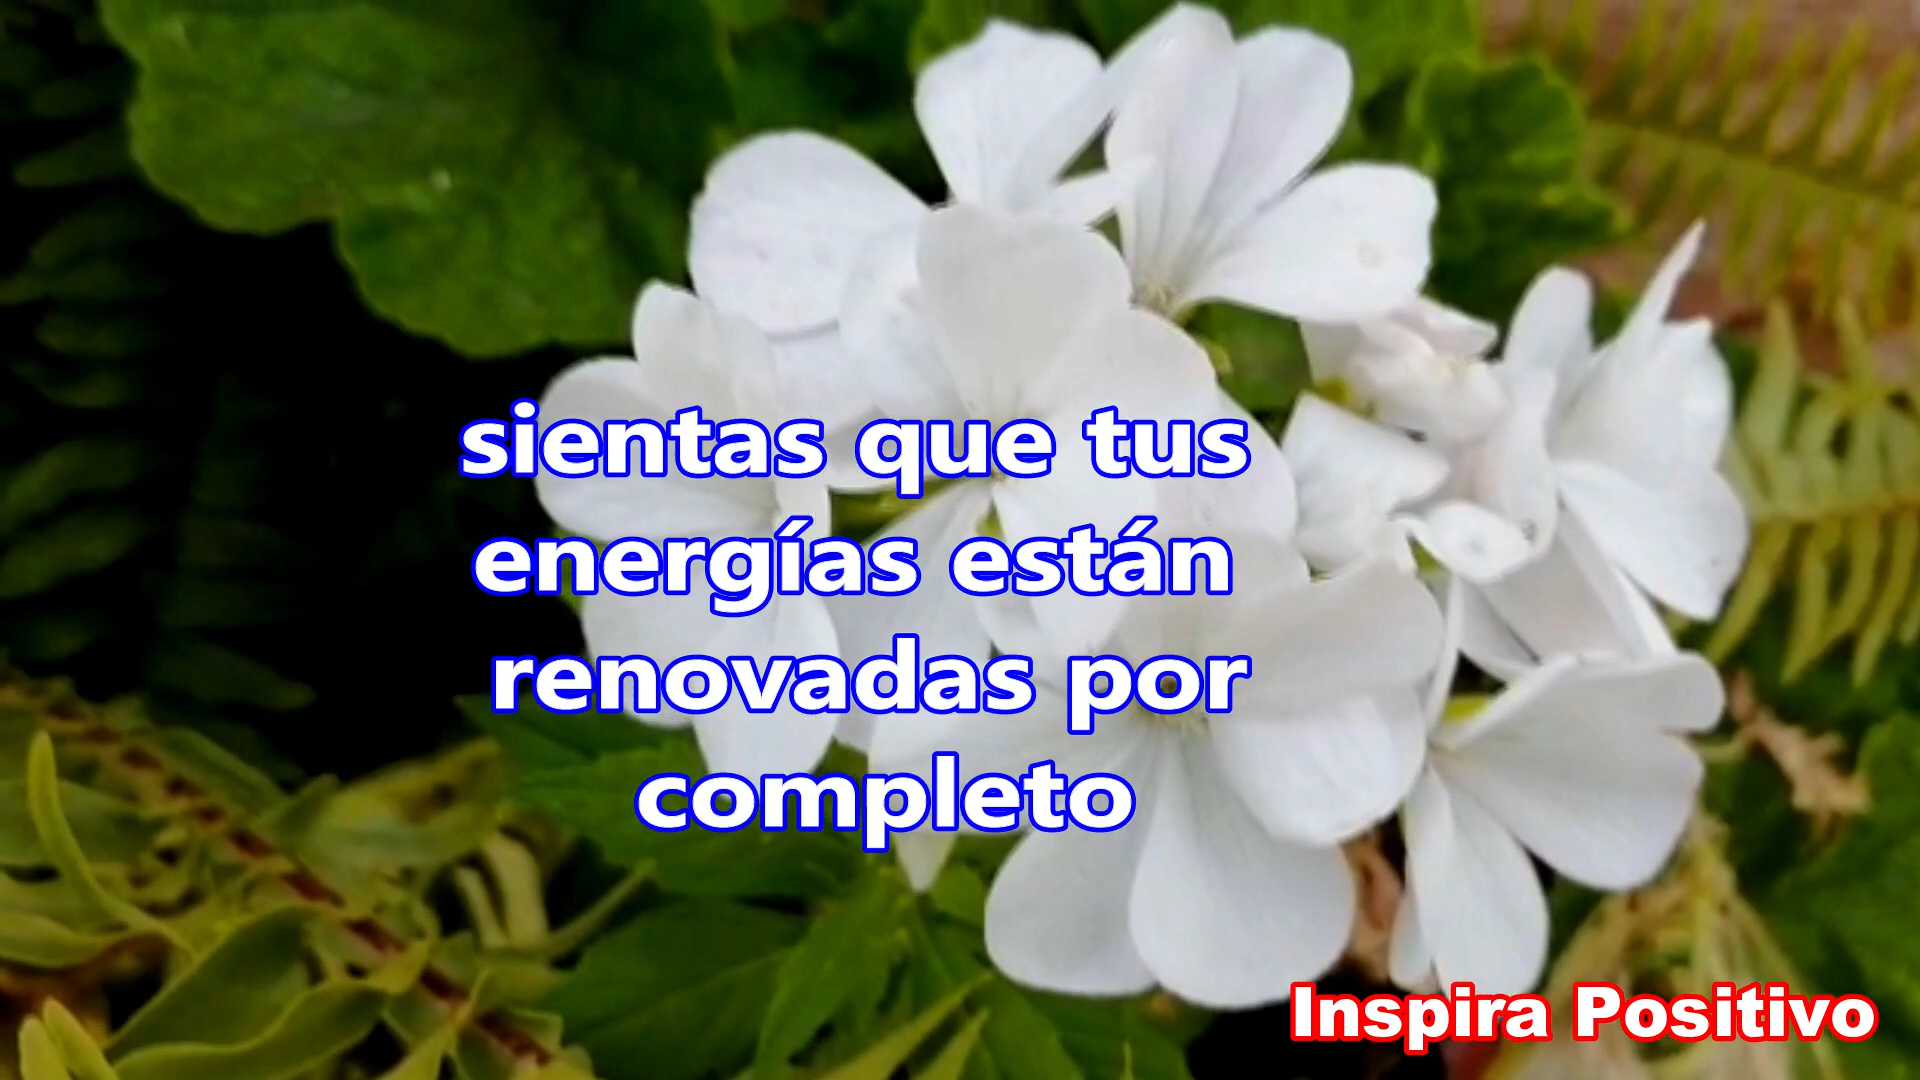 sientas que tus
energías están
renovadas por
completo
Inspira Positivo